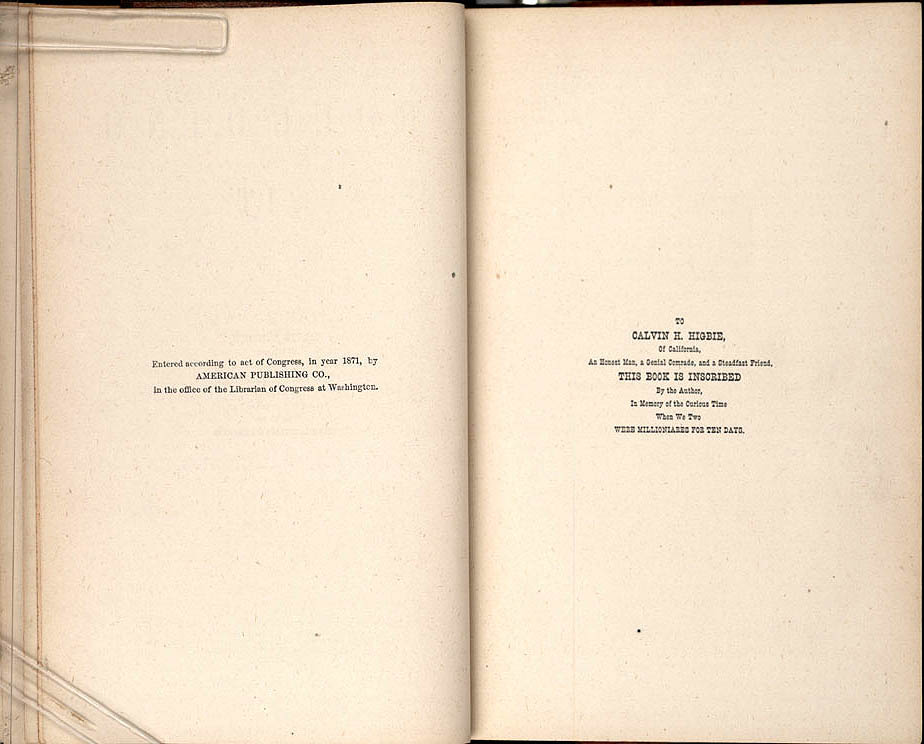 Entered according to act of Congress, in year 1871, by
AMERICAN PUBLISHING CO.,
in the office of the Librarian of Congress at Washington.
TO
CALVIN H. HIGBIE,
Of California,
An Honest Man, a Genial Comrade, and a Steadfast Friend,
THIS BOOK IS INSCRIBED
By the Author,
In Memory of the Curious Time
When We Two
WERE MILLIONIARES FOR TEN DAYS.